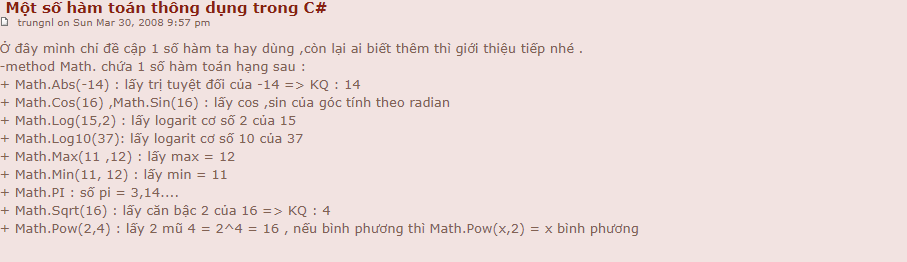 Một số hàm toán thông dụng trong C#
trungnl on Sun Mar 30, 2008 9:57 pm
Ở đây mình chỉ đề cập 1 số hàm ta hay dùng ,còn lại ai biết thêm thì giới thiệu tiếp nhé .
-method Math. chứa 1 số hàm toán hạng sau :
+ Math.Abs(-14) : lấy trị tuyệt đối của -14 => KQ : 14
+ Math.Cos(16) ,Math.Sin(16) : lấy cos ,sin của góc tính theo radian
+ Math.Log(15,2) : lấy logarit cơ số 2 của 15
+ Math.Log10(37): lấy logarit cơ số 10 của 37
+ Math.Max(11 ,12) : lấy max = 12
+ Math.Min(11, 12) : lấy min = 11
+ Math.PI : số pi = 3,14....
+ Math.Sqrt(16) : lấy căn bậc 2 của 16 => KQ : 4
+ Math.Pow(2,4) : lấy 2 mũ 4 = 2^4 = 16 , nếu bình phương thì Math.Pow(x,2) = x bình phương